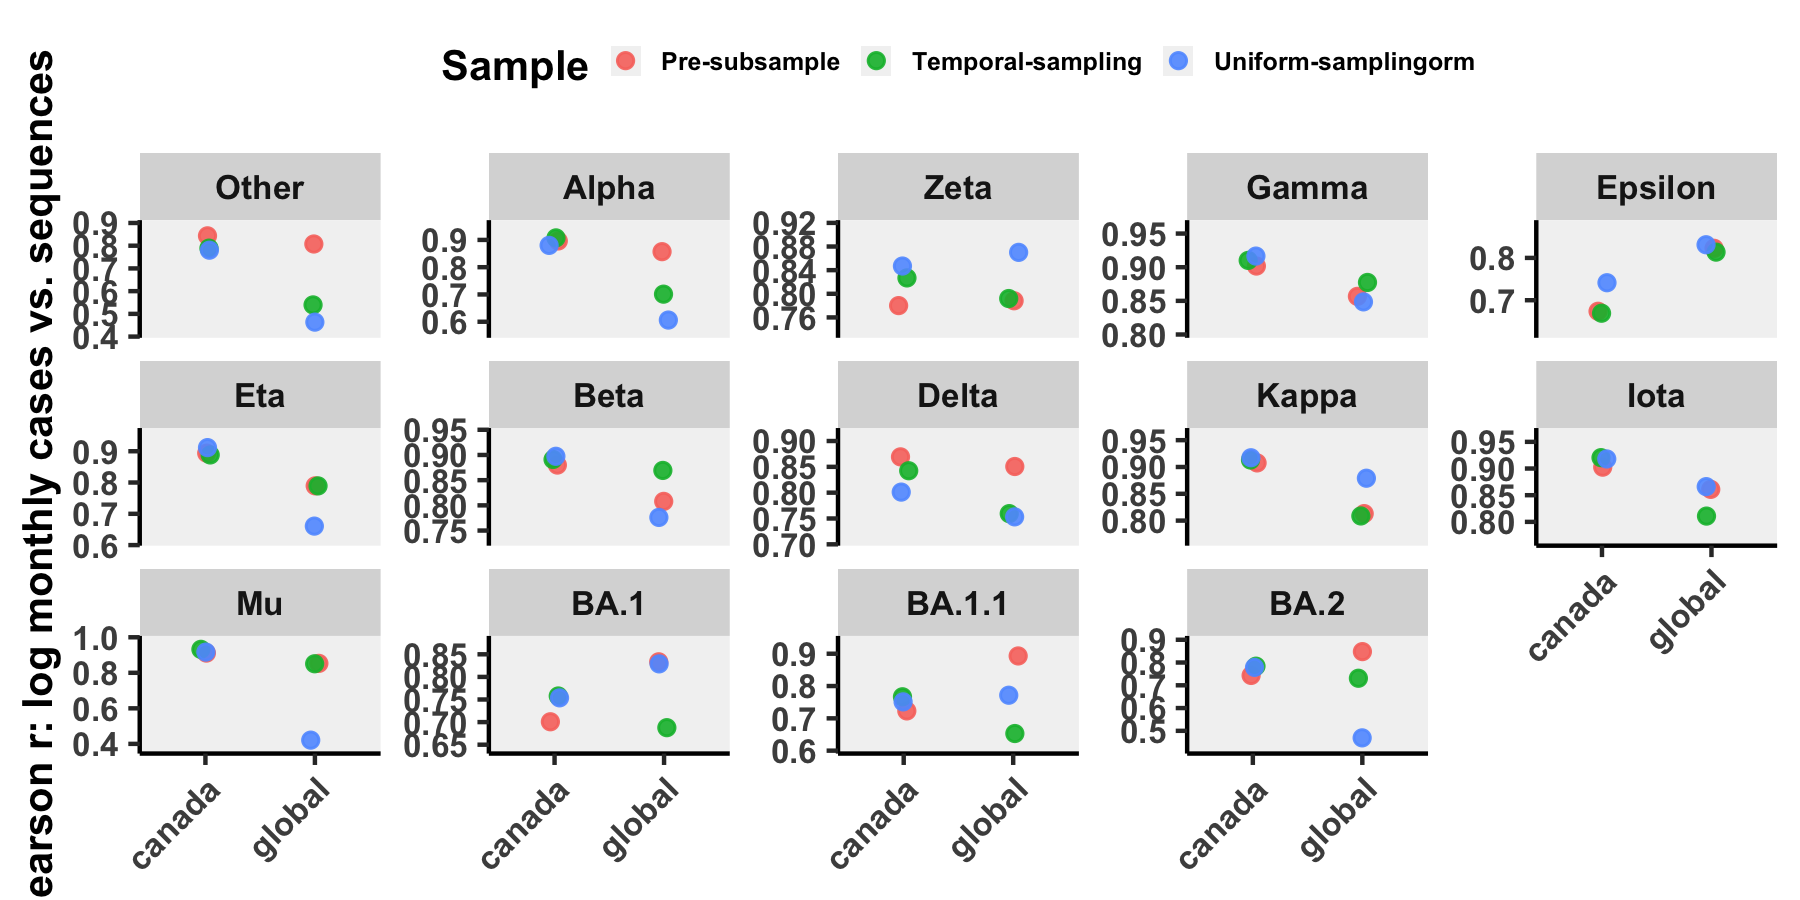 earson r: log monthly cases vs. sequences
Sample Pre-subsample Temporal-sampling Uniform-samplingorm
Other Alpha Zeta Gamma Epsilon
0.9 0.8 0.7 0.6 0.5 0.4
0.9 0.8 0.7 0.6
0.92 0.88 0.84 0.80 0.76
0.95 0.90 0.85 0.80
0.8 0.7
Eta Beta Delta Kappa Iota
0.9 0.8 0.7 0.6
0.95 0.90 0.85 0.80 0.75
0.90 0.85 0.80 0.75 0.70
0.95 0.90 0.85 0.80
0.95 0.90 0.85 0.80
canada global
Mu BA.1 BA.1.1 BA.2
1.0 0.8 0.6 0.4
0.85 0.80 0.75 0.70 0.65
0.9 0.8 0.7 0.6
0.9 0.8 0.7 0.6 0.5
canada global canada global canada global canada global